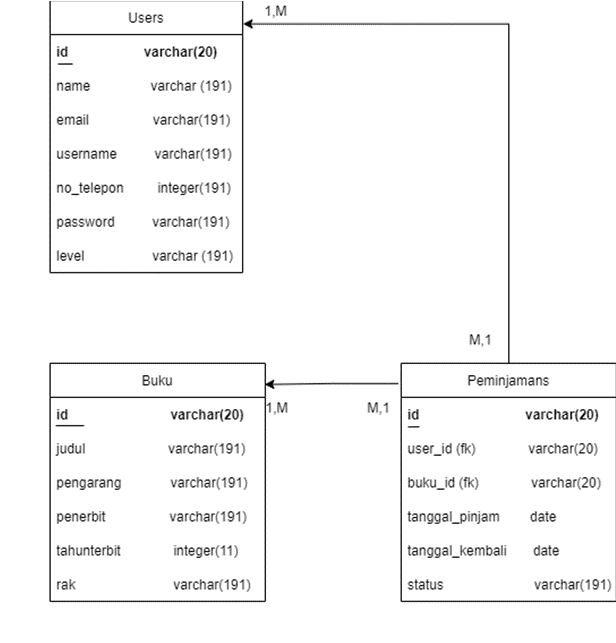 Users
1,M
id varchar(20)
name varchar (191)
email varchar(191)
username varchar(191)
no_telepon integer(191)
password varchar(191)
level varchar (191)
M,1
Buku
id varchar(20)
judul varchar(191)
pengarang varchar(191)
penerbit varchar(191)
tahunterbit integer(11)
rak varchar(191)
1,M
M,1
Peminjamans
id varchar(20)
user_id (fk) varchar(20)
buku_id (fk) varchar(20)
tanggal_pinjam date
tanggal_kembali date
status varchar(191)